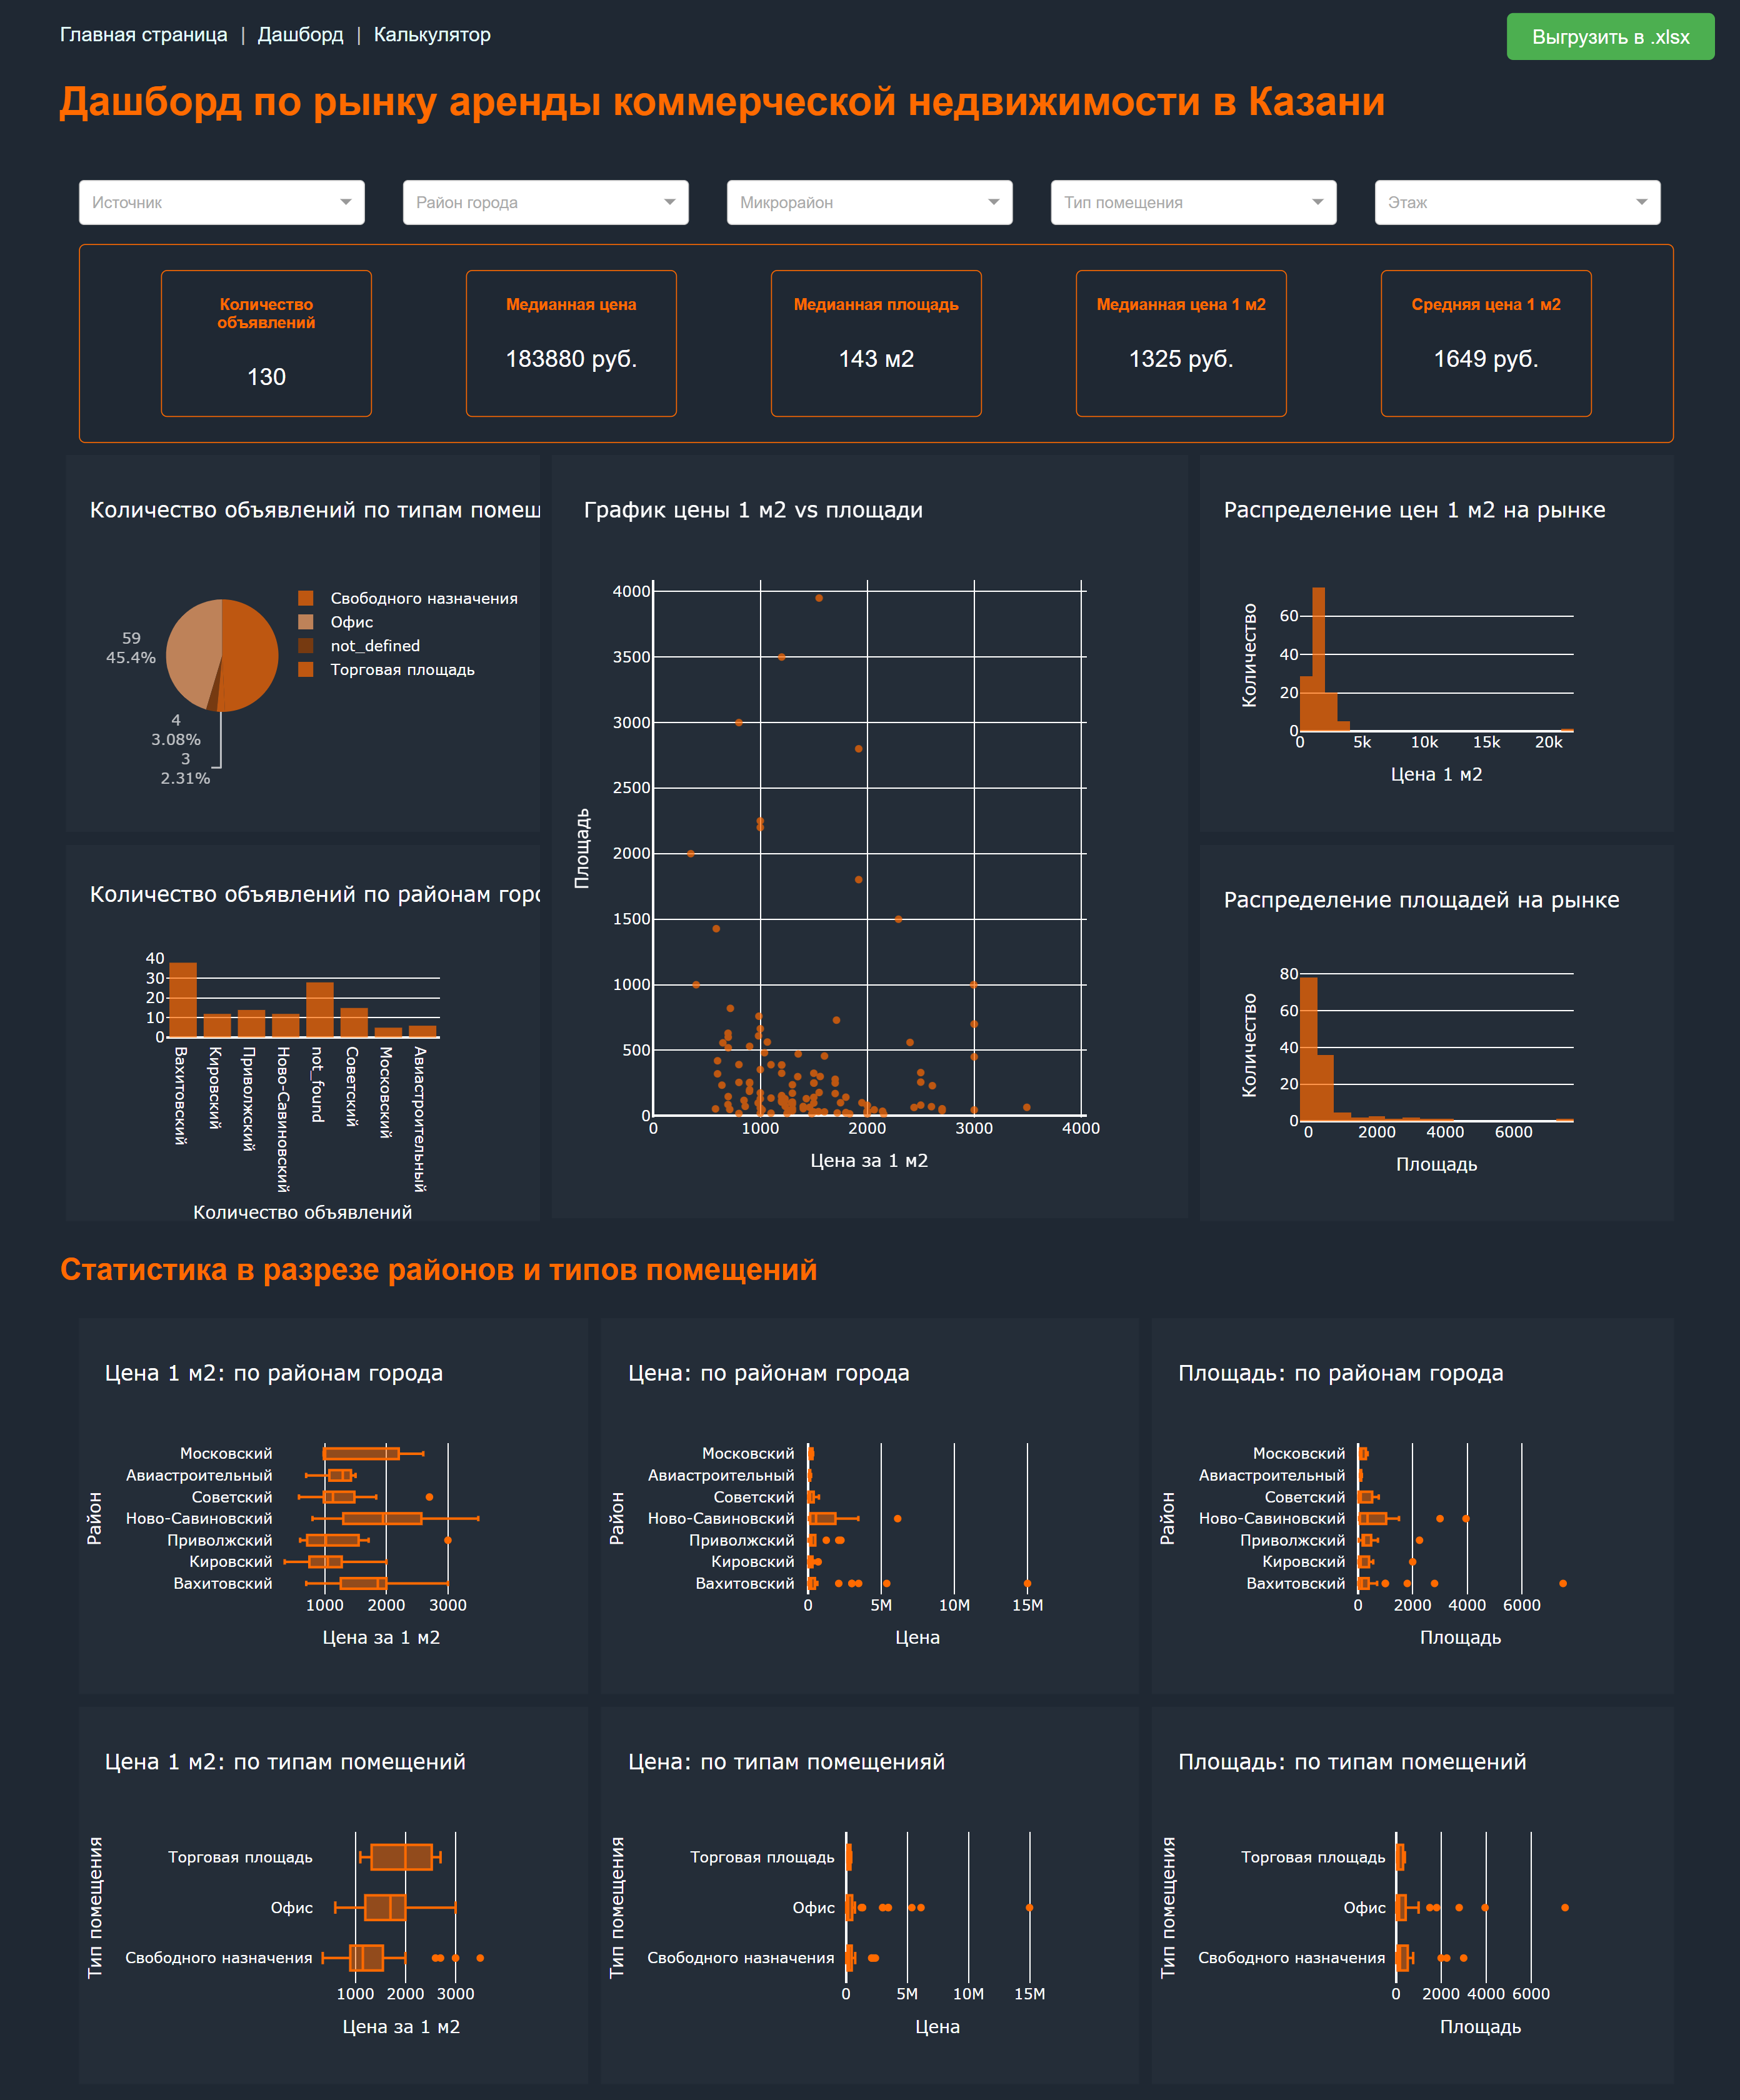 Главная страница | Дашборд | Калькулятор
Выгрузить в .xlsx
Дашборд по рынку аренды коммерческой недвижимости в Казани
Источник
Район города
Микрорайон
Тип помещения
Этаж
Количество
объявлений
130
Медианная цена
183880 руб.
Медианная площадь
143 м2
Медианная цена 1 м2
1325 руб.
Средняя цена 1 м2
1649 руб.
Количество объявлений по типам помещ
Свободного назначения
Офис
not_defined
Торговая площадь
59
45.4%
4
3.08%
3
2.31%
График цены 1 м2 vs площади
Площадь
4000
3500
3000
2500
2000
1500
1000
500
0
0 1000 2000 3000 4000
Цена за 1 м2
Распределение цен 1 м2 на рынке
Количество
60
40
20
0
0 5k 10k 15k 20k
Цена 1 м2
Количество объявлений по районам горо
40
30
20
10
0
Вахитовский
Кировский
Приволжский
Ново-Савиновский
not_found
Советский
Московский
Авиастроительный
Количество объявлений
Распределение площадей на рынке
Количество
80
60
40
20
0
0 2000 4000 6000
Площадь
Статистика в разрезе районов и типов помещений
Цена 1 м2: по районам города
Район
Московский
Авиастроительный
Советский
Ново-Савиновский
Приволжский
Кировский
Вахитовский
1000 2000 3000
Цена за 1 м2
Цена: по районам города
Район
Московский
Авиастроительный
Советский
Ново-Савиновский
Приволжский
Кировский
Вахитовский
0 5M 10M 15M
Цена
Площадь: по районам города
Район
Московский
Авиастроительный
Советский
Ново-Савиновский
Приволжский
Кировский
Вахитовский
0 2000 4000 6000
Площадь
Цена 1 м2: по типам помещений
Тип помещения
Торговая площадь
Офис
Свободного назначения
1000 2000 3000
Цена за 1 м2
Цена: по типам помещенияй
Тип помещения
Торговая площадь
Офис
Свободного назначения
0 5M 10M 15M
Цена
Площадь: по типам помещений
Тип помещения
Торговая площадь
Офис
Свободного назначения
0 2000 4000 6000
Площадь